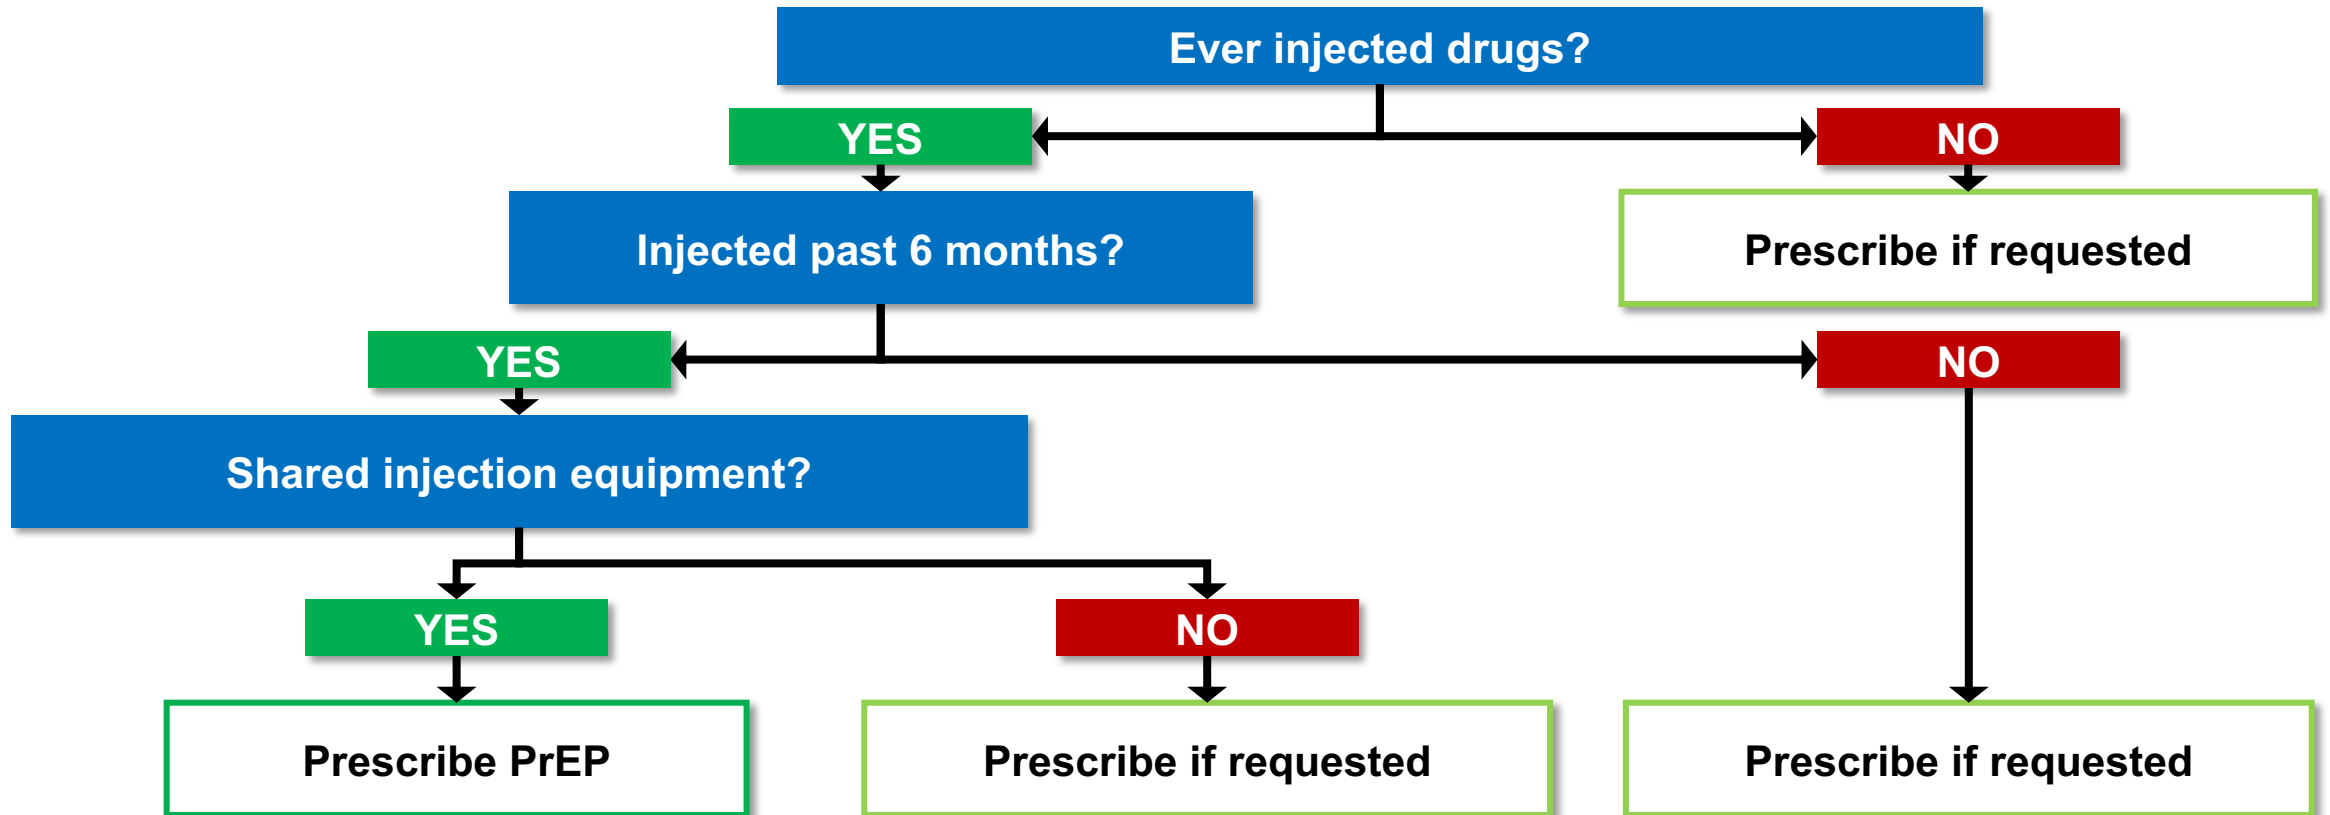 Ever injected drugs?
YES
NO
Injected past 6 months?
Prescribe if requested
YES
NO
Shared injection equipment?
YES
NO
Prescribe PrEP
Prescribe if requested
Prescribe if requested